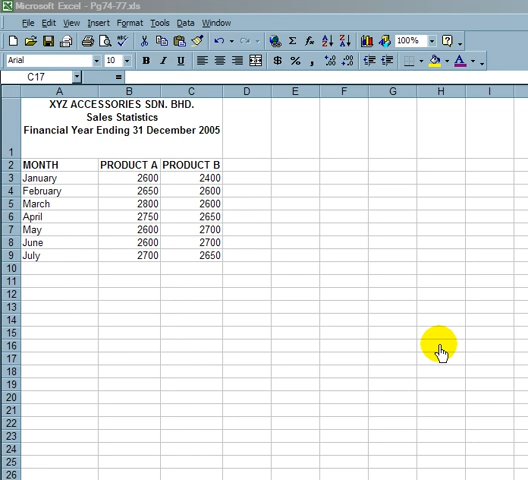 Microsoft Excel - Pg74-77.xls
File Edit View Insert Format Tools Data Window
100%
Arial 10 B I U $ % ,
C17 =
A B C D E F G H I
XYZ ACCESSORIES SDN. BHD.
Sales Statistics
Financial Year Ending 31 December 2005
1
2 MONTH PRODUCT A PRODUCT B
3 January 2600 2400
4 February 2650 2600
5 March 2800 2600
6 April 2750 2650
7 May 2600 2700
8 June 2600 2700
9 July 2700 2650
10
11
12
13
14
15
16
17
18
19
20
21
22
23
24
25
26